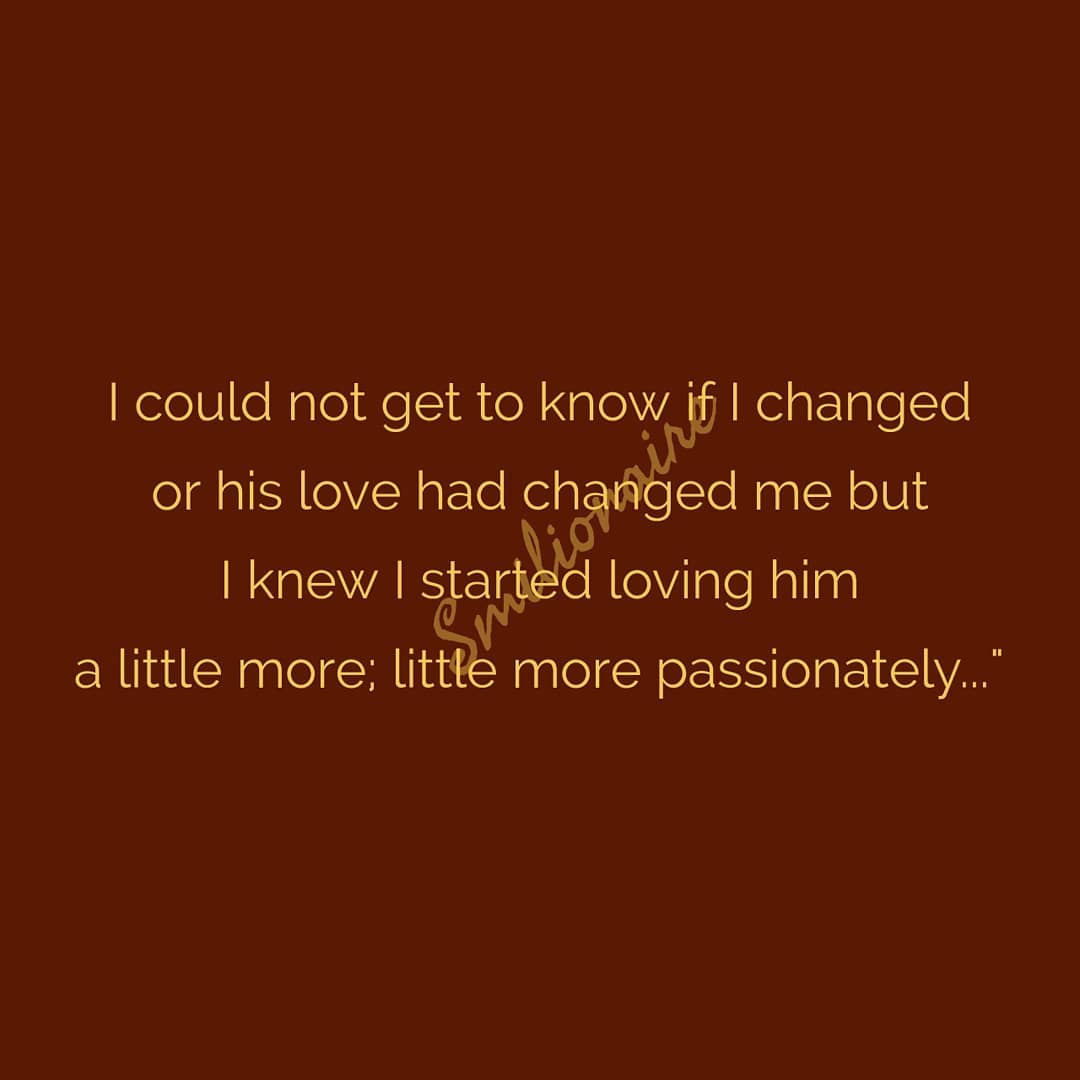 I could not get to know if I changed
or his love had changed me but
I knew I started loving him
a little more; little more passionately..."
Smilionaire